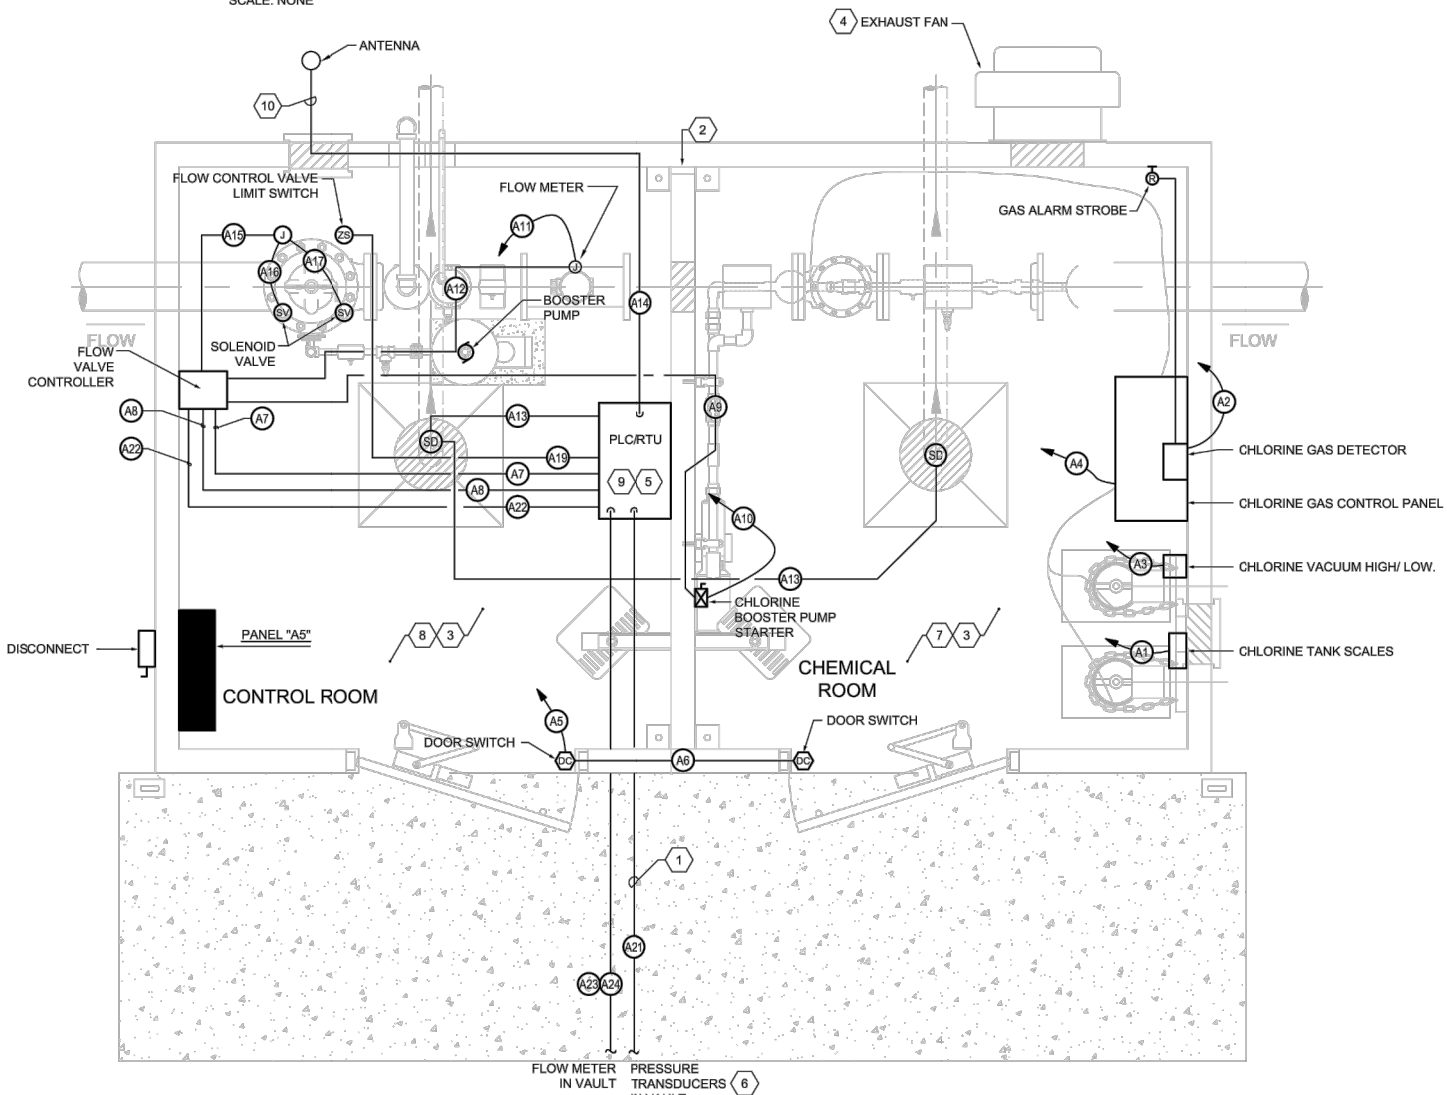 SCALE: NONE
4 EXHAUST FAN
ANTENNA
10
2
FLOW CONTROL VALVE
LIMIT SWITCH
FLOW METER
R
GAS ALARM STROBE
A11
A15
J
ZS
A16
A17
J
A12
A14
SV
SV
BOOSTER
PUMP
FLOW
SOLENOID
VALVE
FLOW
FLOW
VALVE
CONTROLLER
A8
A7
A22
A13
A9
A2
SD
PLC/RTU
SD
A19
A4
CHLORINE GAS DETECTOR
A7
9 5
A8
A22
CHLORINE GAS CONTROL PANEL
A10
A13
A3
CHLORINE VACUUM HIGH/ LOW.
CHLORINE
BOOSTER PUMP
STARTER
DISCONNECT
PANEL "A5"
8 3
7 3
A1
CHLORINE TANK SCALES
CHEMICAL
ROOM
CONTROL ROOM
A5
DOOR SWITCH
DOOR SWITCH
DC
A6
DC
1
A21
A23 A24
FLOW METER
IN VAULT
PRESSURE
TRANSDUCERS 6